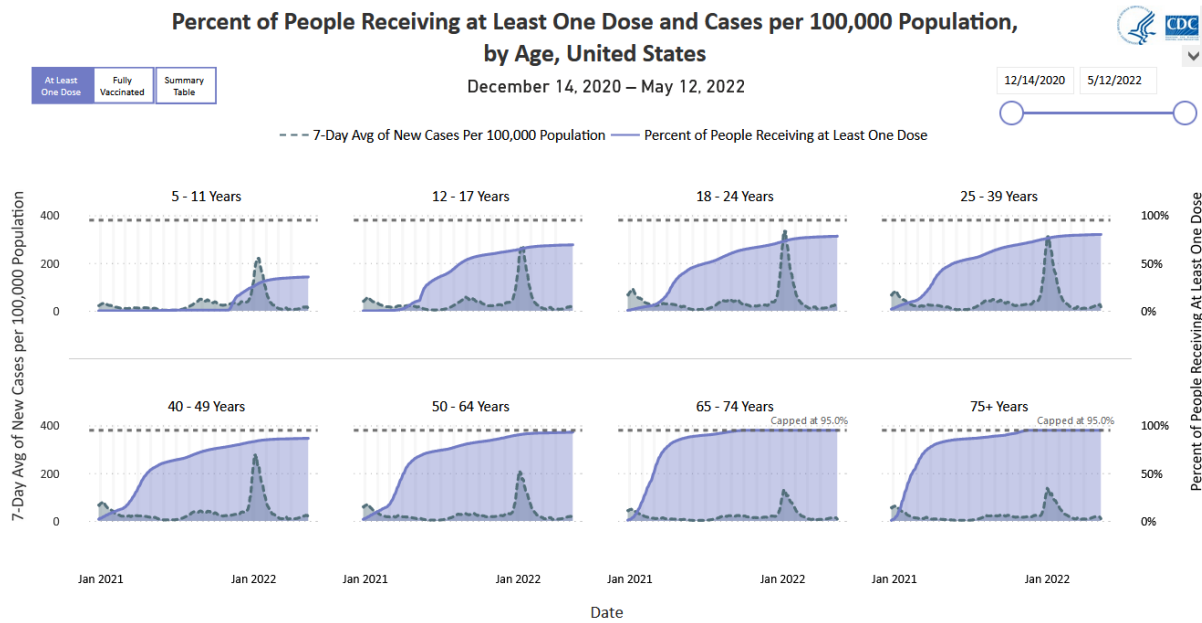 Percent of People Receiving at Least One Dose and Cases per 100,000 Population,
by Age, United States
December 14, 2020 – May 12, 2022
CDC
At Least
One Dose
Fully
Vaccinated
Summary
Table
12/14/2020
5/12/2022
7-Day Avg of New Cases Per 100,000 Population
Percent of People Receiving at Least One Dose
7-Day Avg of New Cases per 100,000 Population
Percent of People Receiving At Least One Dose
5 - 11 Years
12 - 17 Years
18 - 24 Years
25 - 39 Years
400
200
0
100%
50%
0%
40 - 49 Years
50 - 64 Years
65 - 74 Years
75+ Years
Capped at 95.0%
Capped at 95.0%
400
200
0
100%
50%
0%
Jan 2021
Jan 2022
Jan 2021
Jan 2022
Jan 2021
Jan 2022
Jan 2021
Jan 2022
Date